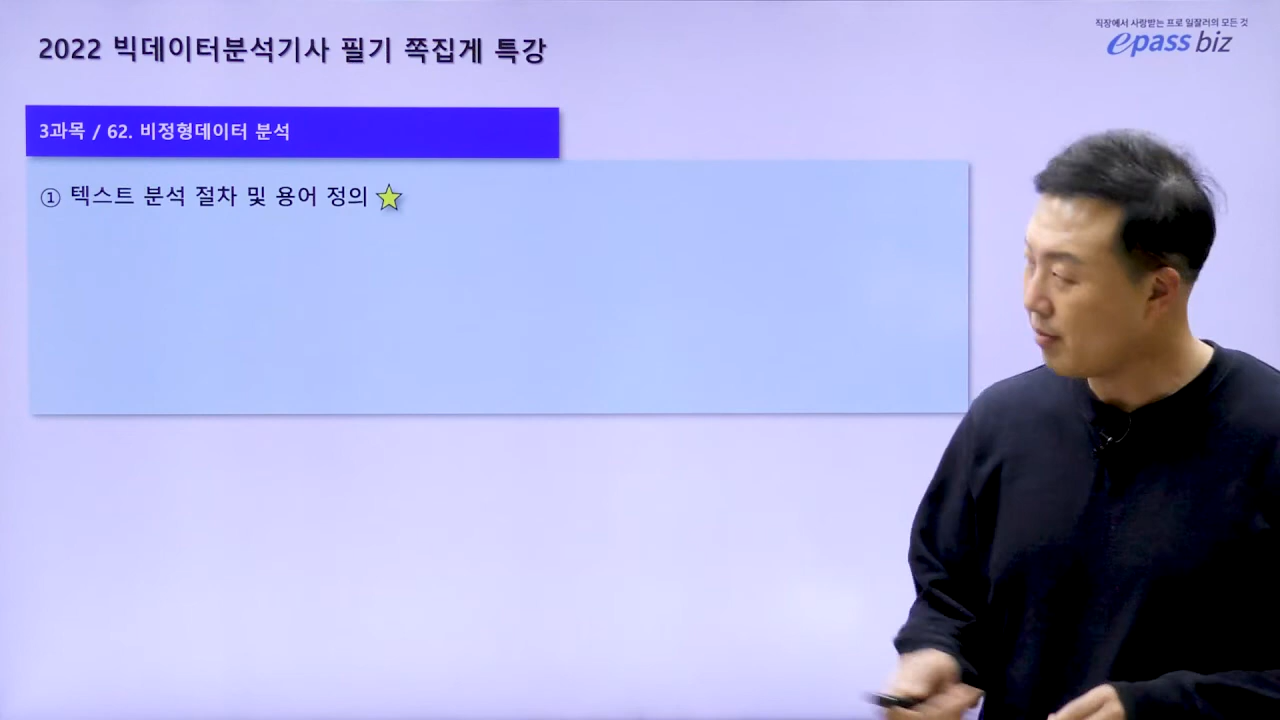 2022 빅데이터분석기사 필기 쪽집게 특강
직장에서 사랑받는 프로 일잘러의 모든 것
epass biz
3과목 / 62. 비정형데이터 분석
① 텍스트 분석 절차 및 용어 정의